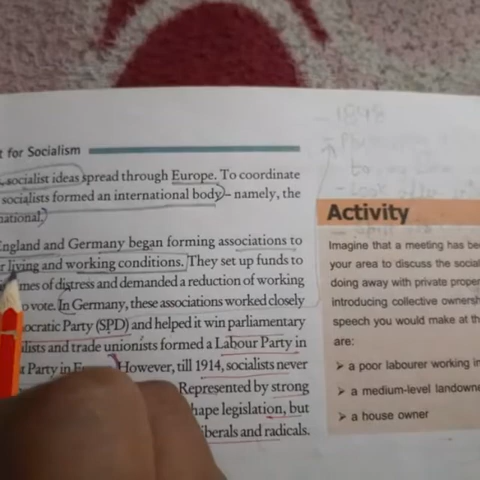 t for Socialism
socialist ideas spread through Europe. To coordinate
socialists formed an international body – namely, the
national.
England and Germany began forming associations to
living and working conditions. They set up funds to
mes of distress and demanded a reduction of working
o vote. In Germany, these associations worked closely
ocratic Party (SPD) and helped it win parliamentary
alists and trade unionists formed a Labour Party in
t Party in However, till 1914, socialists never
Represented by strong
hape legislation, but
iberals and radicals.
Activity
Imagine that a meeting has bee
your area to discuss the social
doing away with private proper
introducing collective ownersh
speech you would make at th
are:
➢ a poor labourer working in
➢ a medium-level landowne
➢ a house owner